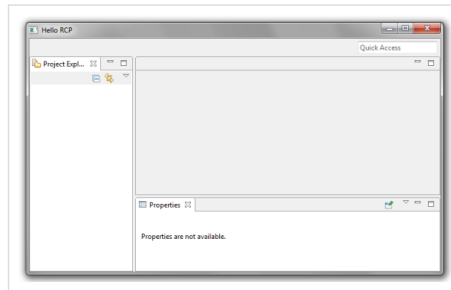 Hello RCP
Quick Access
Project Expl...
Properties
Properties are not available.